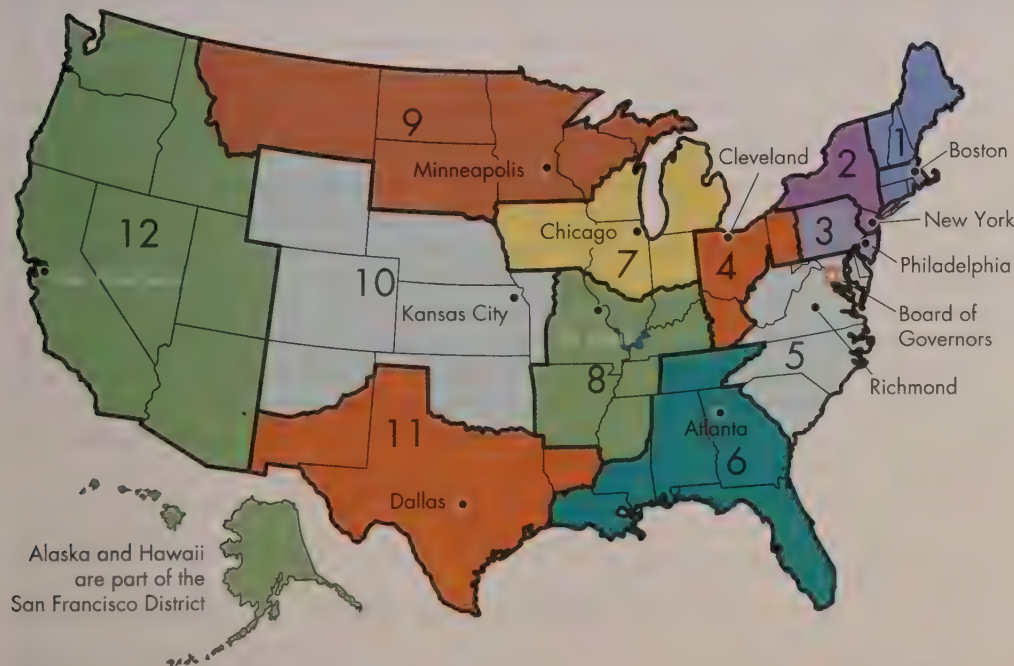 9
Minneapolis
12
10
Kansas City
Chicago
7
Cleveland
4
2
1
Boston
3
New York
Philadelphia
Board of
Governors
5
Richmond
8
11
Dallas
Atlanta
6
Alaska and Hawaii
are part of the
San Francisco District